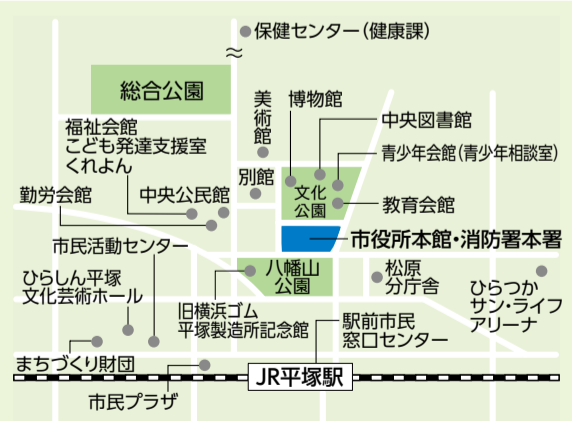 保健センター(健康課)
総合公園
美術館
博物館
中央図書館
福祉会館
こども発達支援室
くれよん
青少年会館(青少年相談室)
別館
文化
公園
勤労会館
中央公民館
教育会館
市役所本館・消防署本署
市民活動センター
八幡山
公園
松原
分庁舎
ひらしん平塚
文化芸術ホール
旧横浜ゴム
平塚製造所記念館
ひらつか
サン・ライフ
アリーナ
駅前市民
窓口センター
まちづくり財団
JR平塚駅
市民プラザ